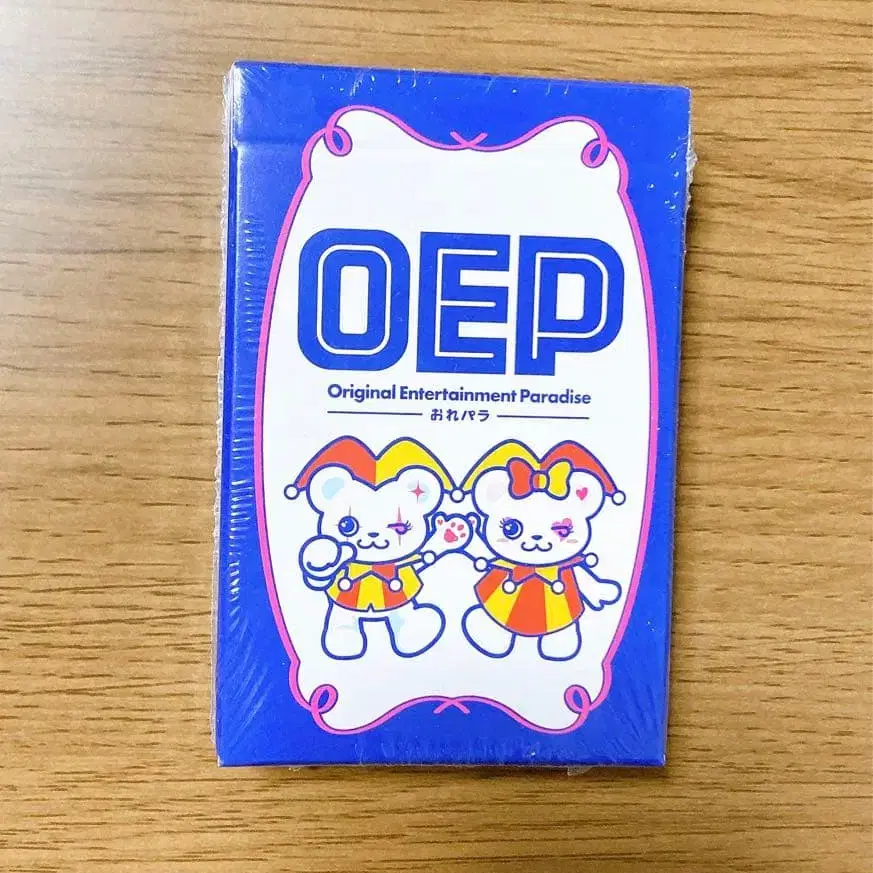 OEP
Original Entertainment Paradise
おれパラ